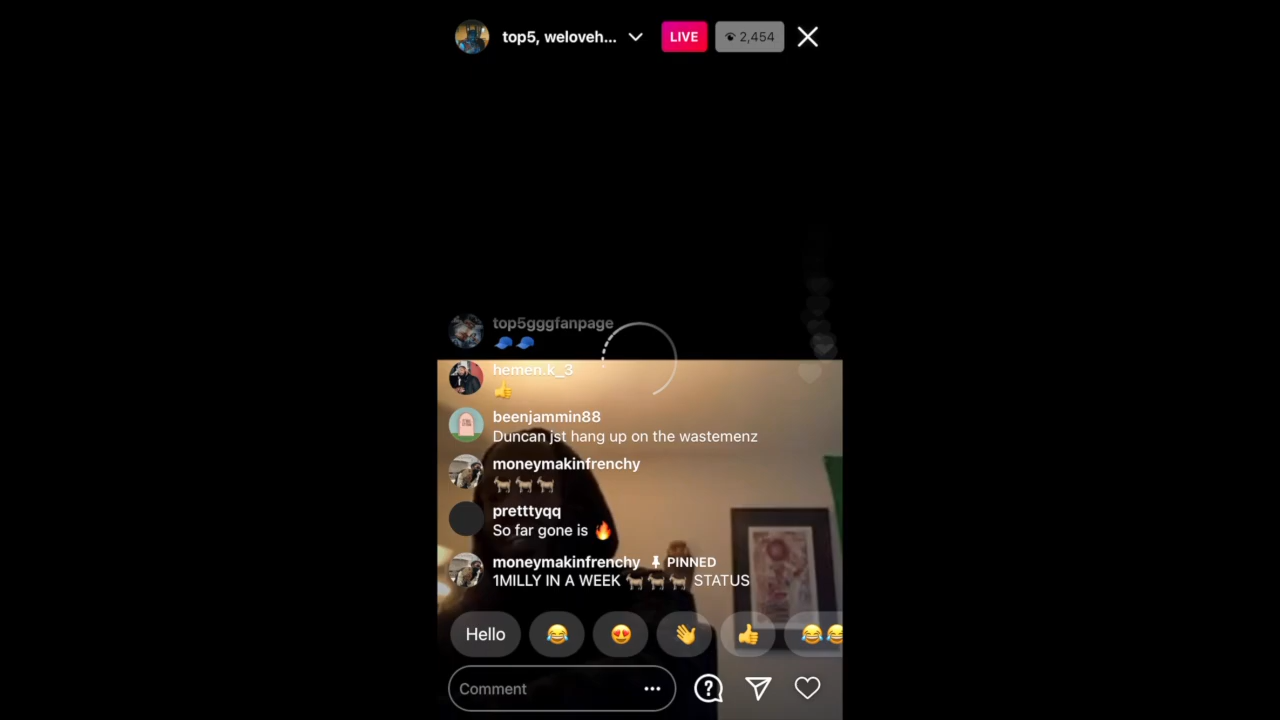 top5, weloveh...
LIVE
2,454
top5gggfanpage
🧢🧢
hemen.k_3
👍
beenjammin88
Duncan jst hang up on the wastemenz
moneymakinfrenchy
🐐🐐🐐
pretttyqq
So far gone is 🔥
moneymakinfrenchy PINNED
1MILLY IN A WEEK 🐐🐐🐐 STATUS
Hello 😂 😍 👋 👍 😂😂
Comment